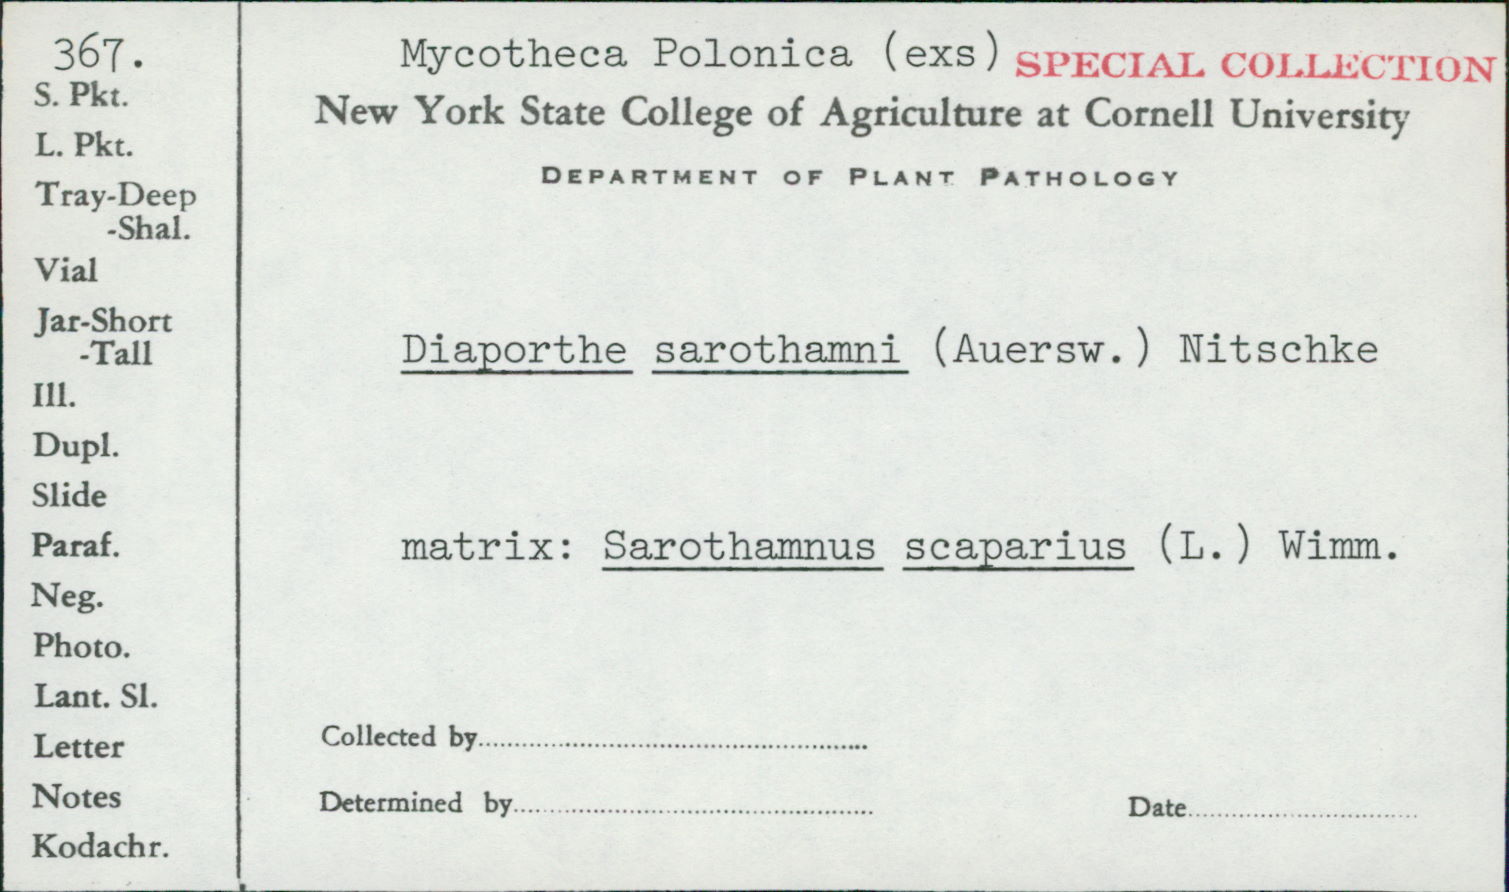 367.
S. Pkt.
L. Pkt.
Tray-Deep
-Shal.
Vial
Jar-Short
-Tall
Ill.
Dupl.
Slide
Paraf.
Neg.
Photo.
Lant. Sl.
Letter
Notes
Kodachr.
Mycotheca Polonica (exs) SPECIAL COLLECTION
New York State College of Agriculture at Cornell University
DEPARTMENT OF PLANT PATHOLOGY
Diaporthe sarothamni (Auersw.) Nitschke
matrix: Sarothamnus scaparius (L.) Wimm.
Collected by
Determined by
Date